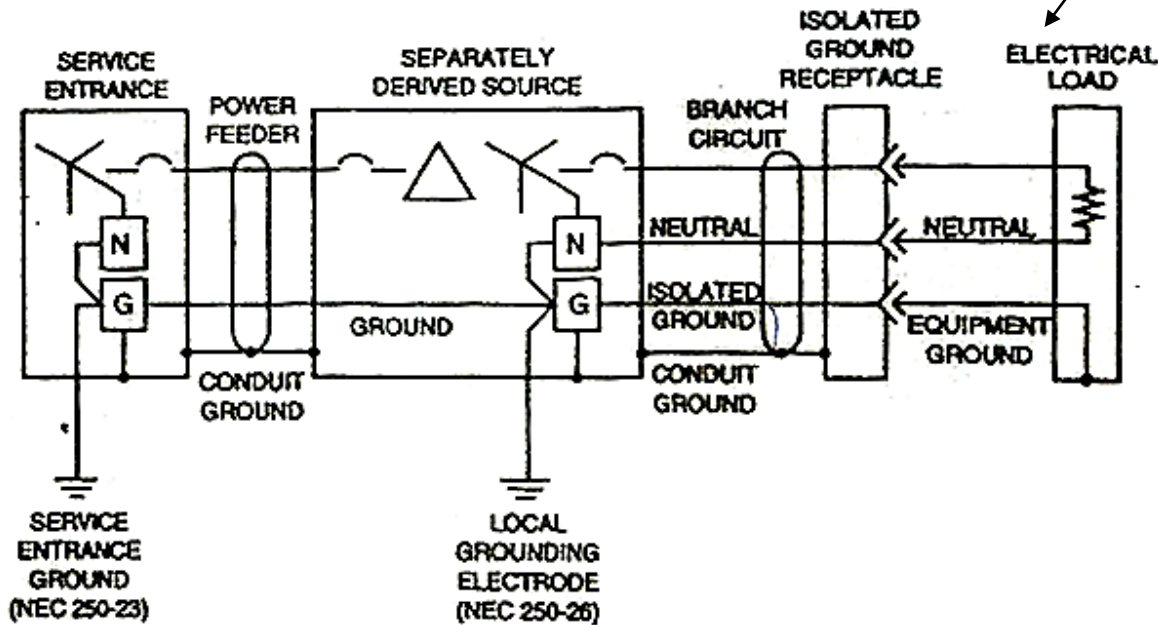 SERVICE
ENTRANCE
POWER
FEEDER
SEPARATELY
DERIVED SOURCE
BRANCH
CIRCUIT
ISOLATED
GROUND
RECEPTACLE
ELECTRICAL
LOAD
N
G
GROUND
CONDUIT
GROUND
N
G
NEUTRAL
ISOLATED
GROUND
CONDUIT
GROUND
NEUTRAL
EQUIPMENT
GROUND
SERVICE
ENTRANCE
GROUND
(NEC 250-23)
LOCAL
GROUNDING
ELECTRODE
(NEC 250-26)